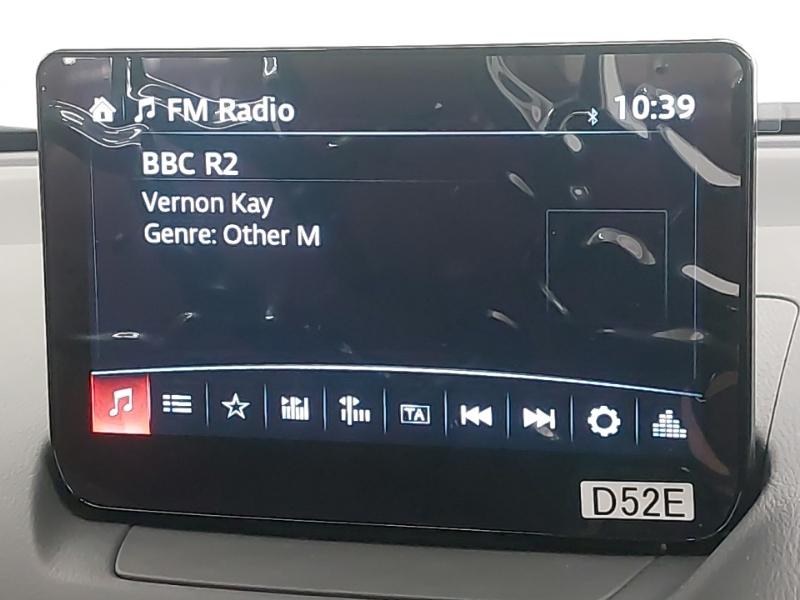 FM Radio 10:39
BBC R2
Vernon Kay
Genre: Other M
TA
D52E